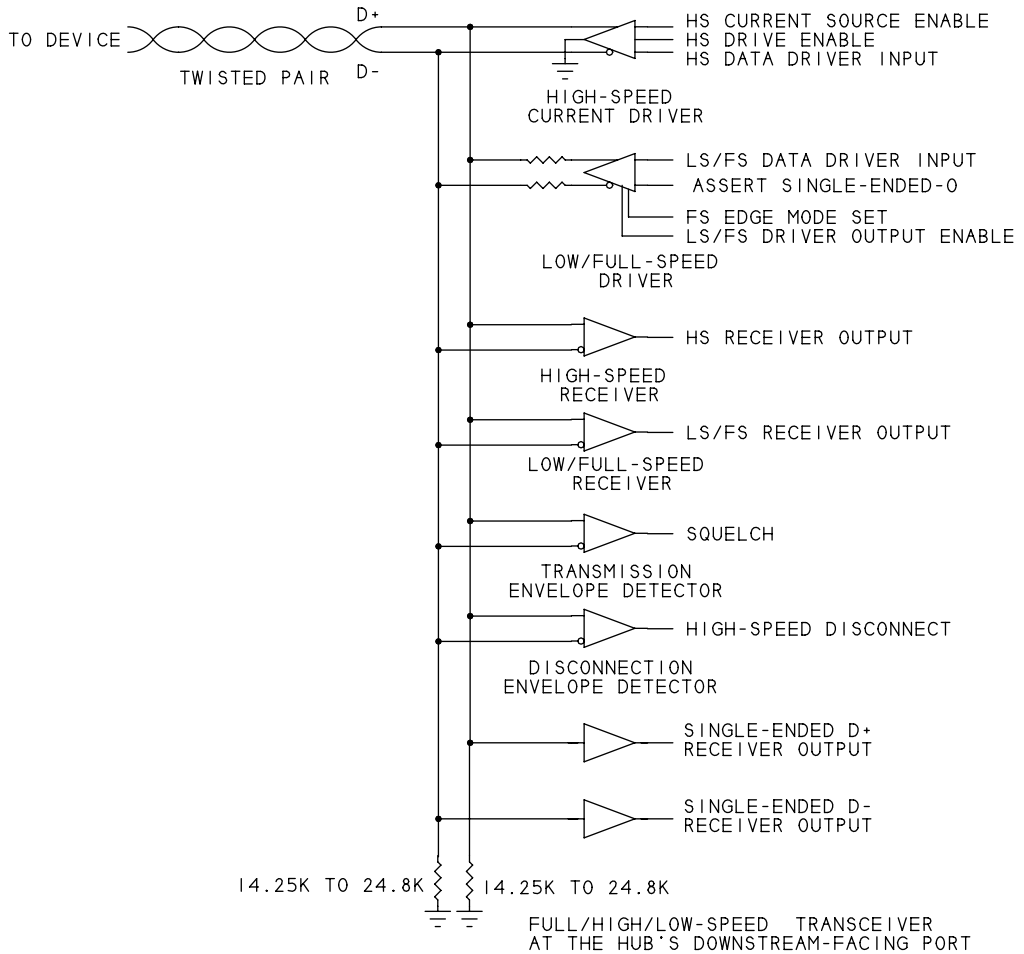 D+
TO DEVICE
TWISTED PAIR
D-
HS CURRENT SOURCE ENABLE
HS DRIVE ENABLE
HS DATA DRIVER INPUT
HIGH-SPEED
CURRENT DRIVER
LS/FS DATA DRIVER INPUT
ASSERT SINGLE-ENDED-0
FS EDGE MODE SET
LS/FS DRIVER OUTPUT ENABLE
LOW/FULL-SPEED
DRIVER
HS RECEIVER OUTPUT
HIGH-SPEED
RECEIVER
LS/FS RECEIVER OUTPUT
LOW/FULL-SPEED
RECEIVER
SQUELCH
TRANSMISSION
ENVELOPE DETECTOR
HIGH-SPEED DISCONNECT
DISCONNECTION
ENVELOPE DETECTOR
SINGLE-ENDED D+
RECEIVER OUTPUT
SINGLE-ENDED D-
RECEIVER OUTPUT
14.25K TO 24.8K
14.25K TO 24.8K
FULL/HIGH/LOW-SPEED TRANSCEIVER
AT THE HUB'S DOWNSTREAM-FACING PORT